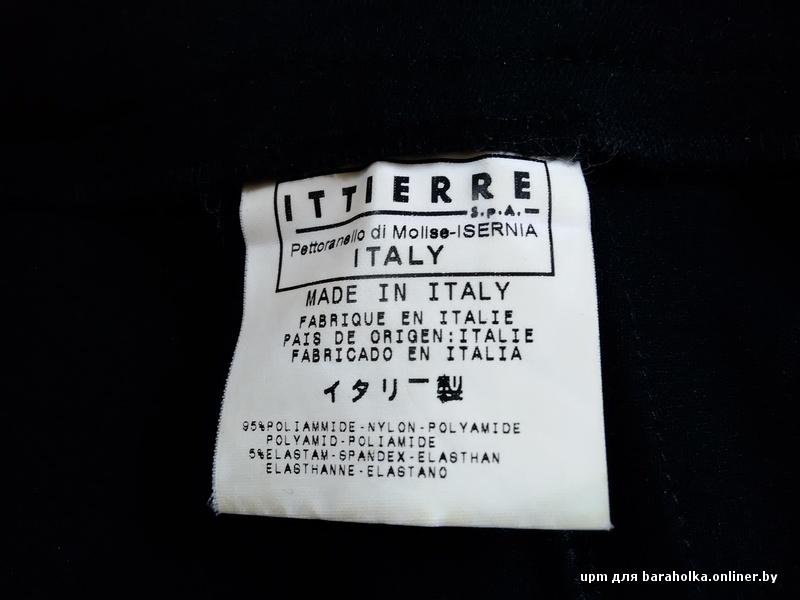 ITTIERRE
S.p.A.
Pettoranello di Molise-ISERNIA
ITALY
MADE IN ITALY
FABRIQUE EN ITALIE
PAIS DE ORIGEN:ITALIE
FABRICADO EN ITALIA
イタリー製
95%POLIAMMIDE-NYLON-POLYAMIDE
POLYAMID-POLIAMIDE
5%ELASTAM-SPANDEX-ELASTHAN
ELASTHANNE-ELASTANO
upm для baraholka.onliner.by